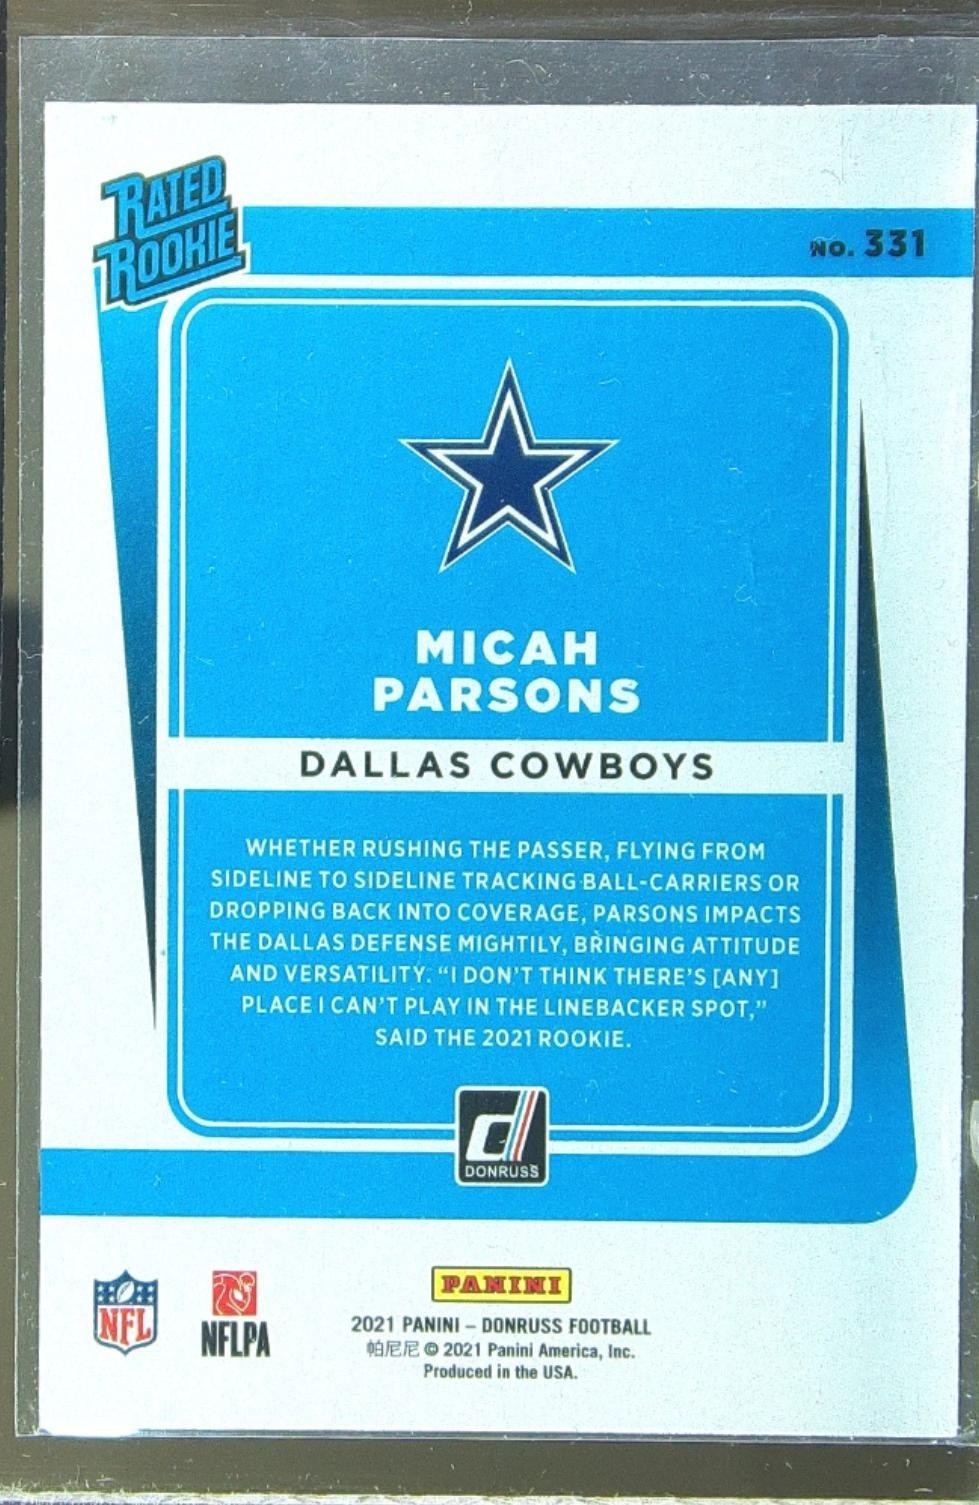 RATED
ROOKIE
NO. 331
MICAH
PARSONS
DALLAS COWBOYS
WHETHER RUSHING THE PASSER, FLYING FROM
SIDELINE TO SIDELINE TRACKING BALL-CARRIERS OR
DROPPING BACK INTO COVERAGE, PARSONS IMPACTS
THE DALLAS DEFENSE MIGHTILY, BRINGING ATTITUDE
AND VERSATILITY. “I DON’T THINK THERE’S [ANY]
PLACE I CAN’T PLAY IN THE LINEBACKER SPOT,”
SAID THE 2021 ROOKIE.
d
DONRUSS
NFL
NFLPA
PANINI
2021 PANINI – DONRUSS FOOTBALL
帕尼尼 © 2021 Panini America, Inc.
Produced in the USA.